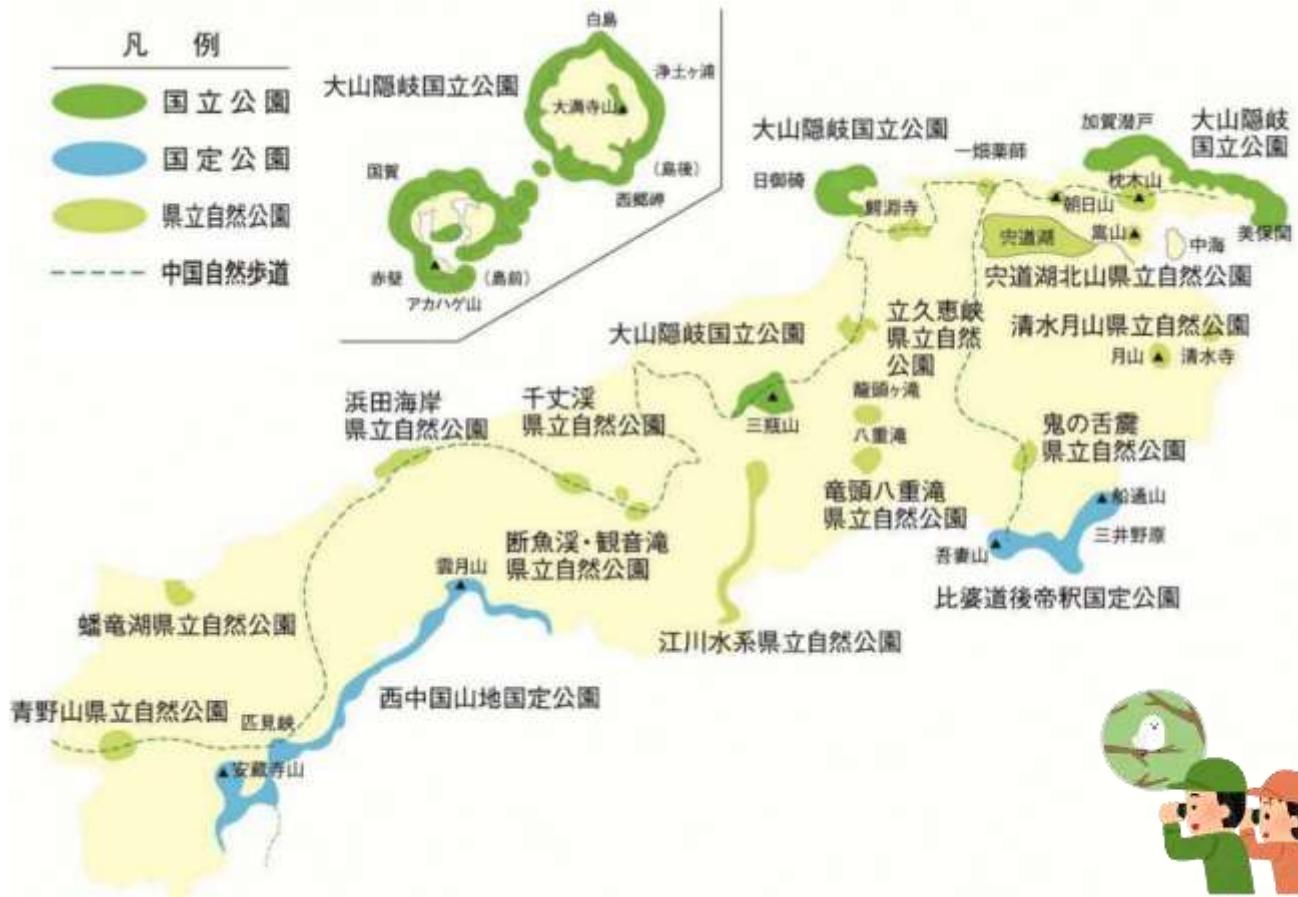 凡 例
国立公園
国定公園
県立自然公園
中国自然歩道
大山隠岐国立公園
白島
浄土ヶ浦
大満寺山
(島後)
西郷岬
国賀
赤壁
(島前)
アカハゲ山
大山隠岐国立公園
日御碕
鰐淵寺
一畑薬師
加賀潜戸
大山隠岐
国立公園
枕木山
朝日山
美保関
宍道湖
嵩山
中海
宍道湖北山県立自然公園
清水月山県立自然公園
月山
清水寺
大山隠岐国立公園
三瓶山
立久恵峡
県立自然
公園
龍頭ヶ滝
八重滝
竜頭八重滝
県立自然公園
鬼の舌震
県立自然公園
船通山
三井野原
吾妻山
比婆道後帝釈国定公園
浜田海岸
県立自然公園
千丈渓
県立自然公園
断魚渓・観音滝
県立自然公園
江川水系県立自然公園
雲月山
西中国山地国定公園
蟠竜湖県立自然公園
青野山県立自然公園
匹見峡
安蔵寺山